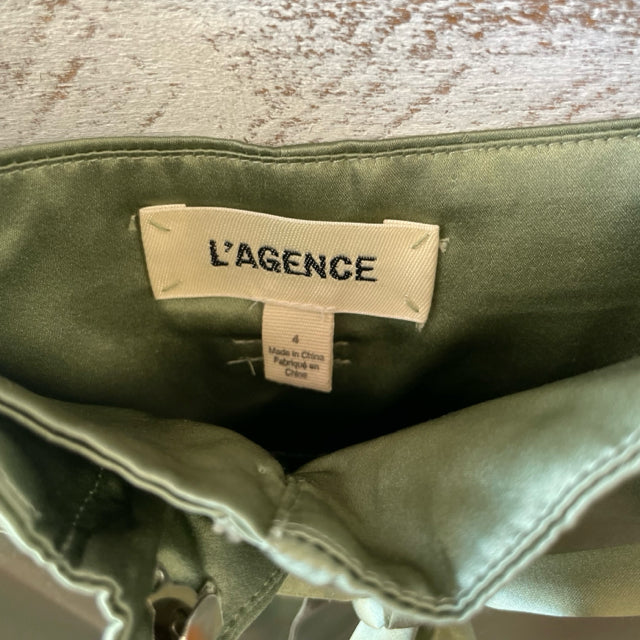 L'AGENCE
4
Made in China
Fabriqué en
Chine